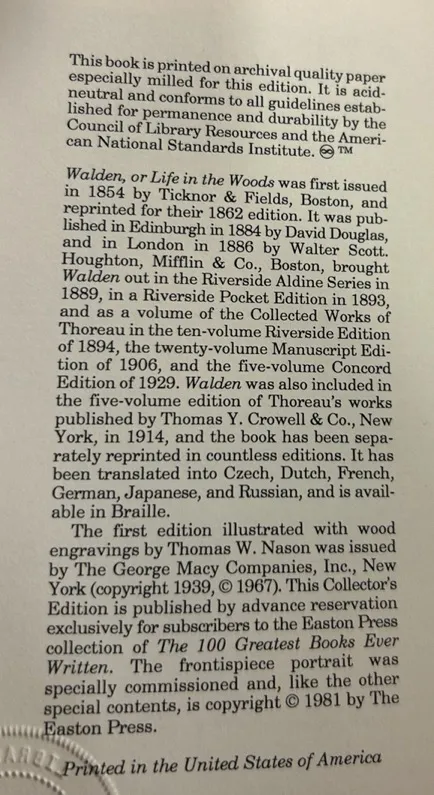 This book is printed on archival quality paper
especially milled for this edition. It is acid-
neutral and conforms to all guidelines estab-
lished for permanence and durability by the
Council of Library Resources and the Ameri-
can National Standards Institute. ♾ ™
Walden, or Life in the Woods was first issued
in 1854 by Ticknor & Fields, Boston, and
reprinted for their 1862 edition. It was pub-
lished in Edinburgh in 1884 by David Douglas,
and in London in 1886 by Walter Scott.
Houghton, Mifflin & Co., Boston, brought
Walden out in the Riverside Aldine Series in
1889, in a Riverside Pocket Edition in 1893,
and as a volume of the Collected Works of
Thoreau in the ten-volume Riverside Edition
of 1894, the twenty-volume Manuscript Edi-
tion of 1906, and the five-volume Concord
Edition of 1929. Walden was also included in
the five-volume edition of Thoreau's works
published by Thomas Y. Crowell & Co., New
York, in 1914, and the book has been sepa-
rately reprinted in countless editions. It has
been translated into Czech, Dutch, French,
German, Japanese, and Russian, and is avail-
able in Braille.
The first edition illustrated with wood
engravings by Thomas W. Nason was issued
by The George Macy Companies, Inc., New
York (copyright 1939, © 1967). This Collector's
Edition is published by advance reservation
exclusively for subscribers to the Easton Press
collection of The 100 Greatest Books Ever
Written. The frontispiece portrait was
specially commissioned and, like the other
special contents, is copyright © 1981 by The
Easton Press.
Printed in the United States of America